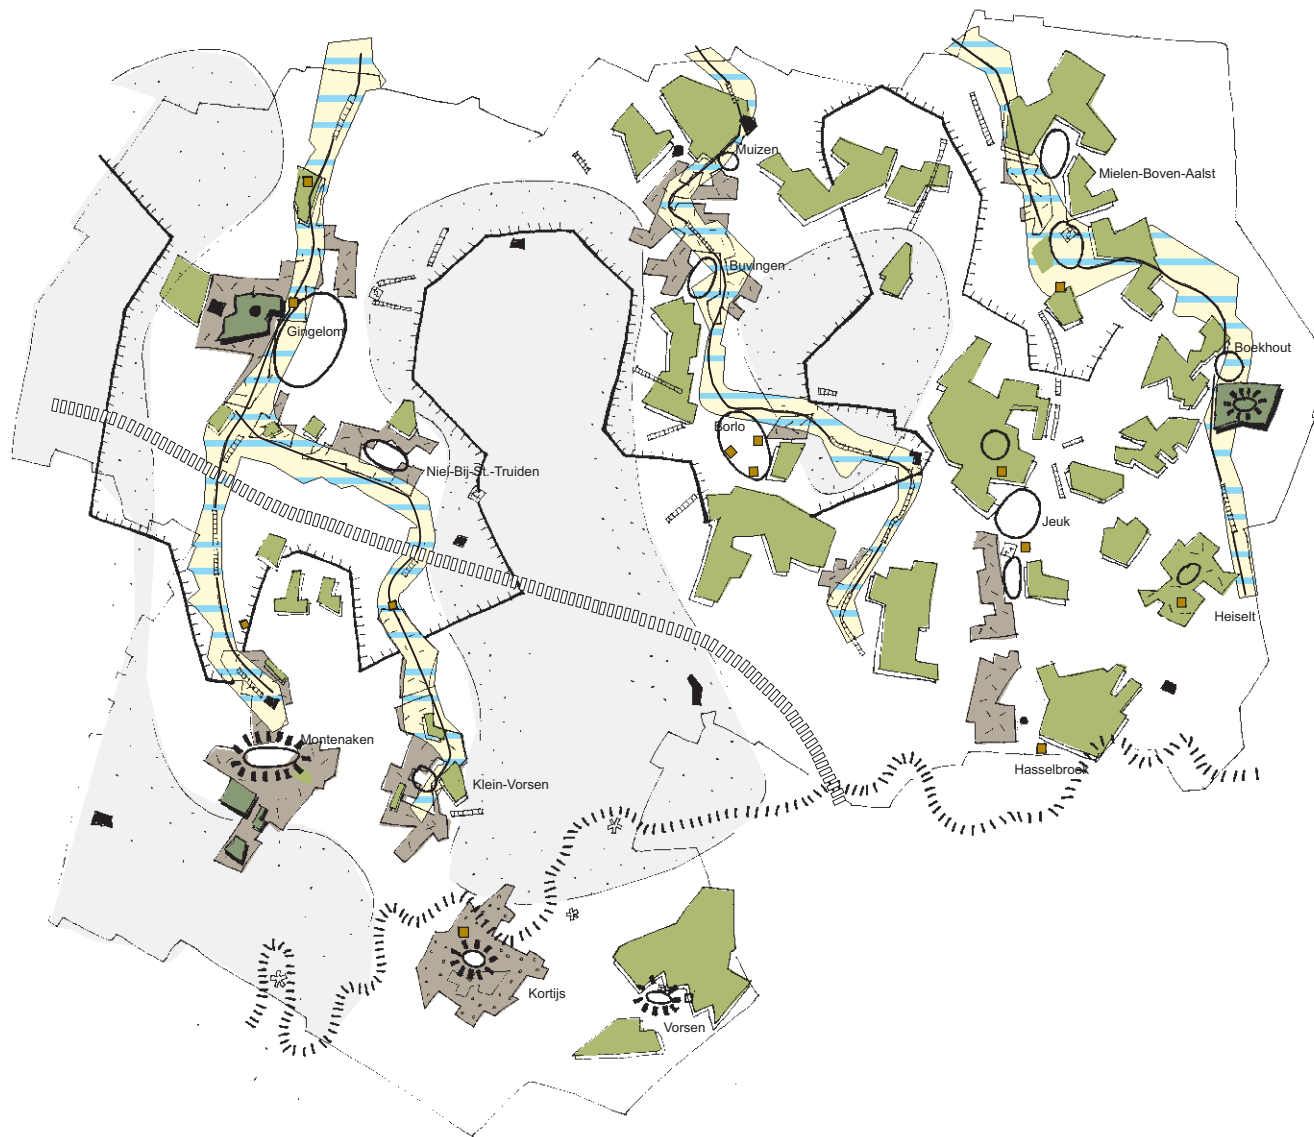 Muizen
Mielen-Boven-Aalst
Buvingen
Gingelom
Boekhout
Borlo
Niel-Bij-St.-Truiden
Jeuk
Heiselt
Montenaken
Hasselbroek
Klein-Vorsen
Kortijs
Vorsen